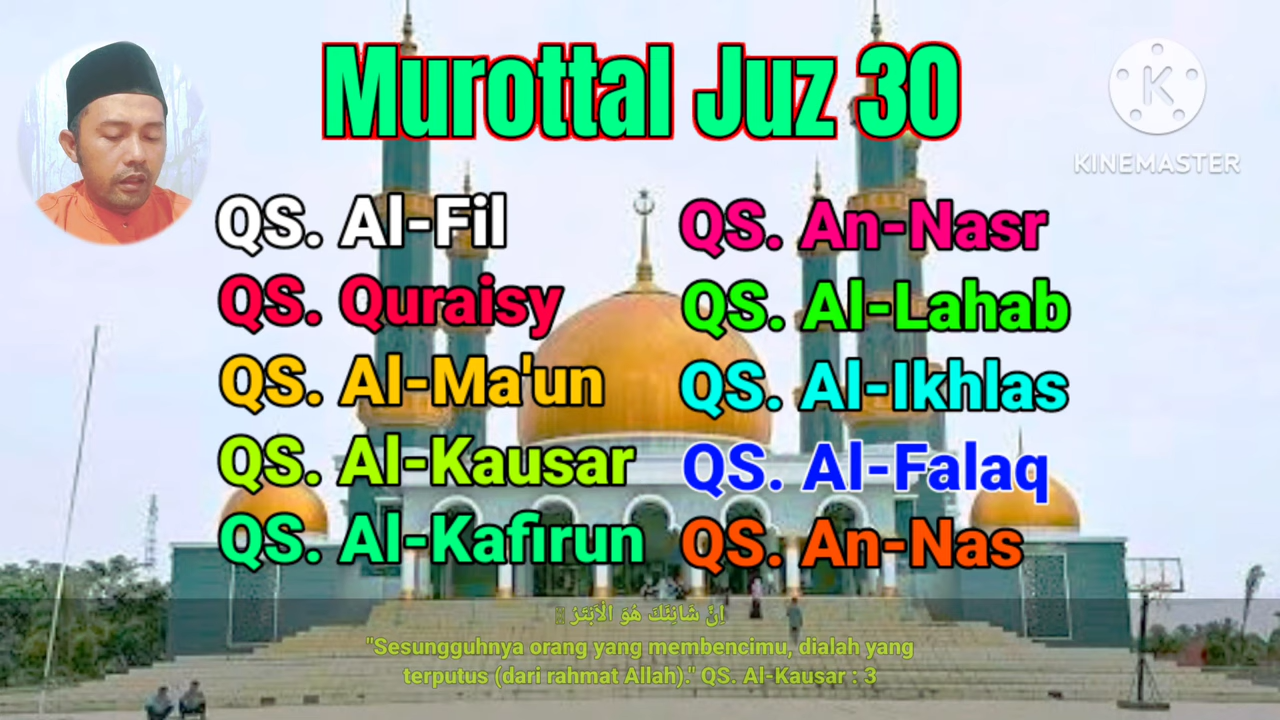 Murottal Juz 30
KINEMASTER
QS. Al-Fil
QS. Quraisy
QS. Al-Ma'un
QS. Al-Kausar
QS. Al-Kafirun
QS. An-Nasr
QS. Al-Lahab
QS. Al-Ikhlas
QS. Al-Falaq
QS. An-Nas
اِنَّ شَانِئَكَ هُوَ الْاَبْتَرُ
"Sesungguhnya orang yang membencimu, dialah yang
terputus (dari rahmat Allah)." QS. Al-Kausar : 3